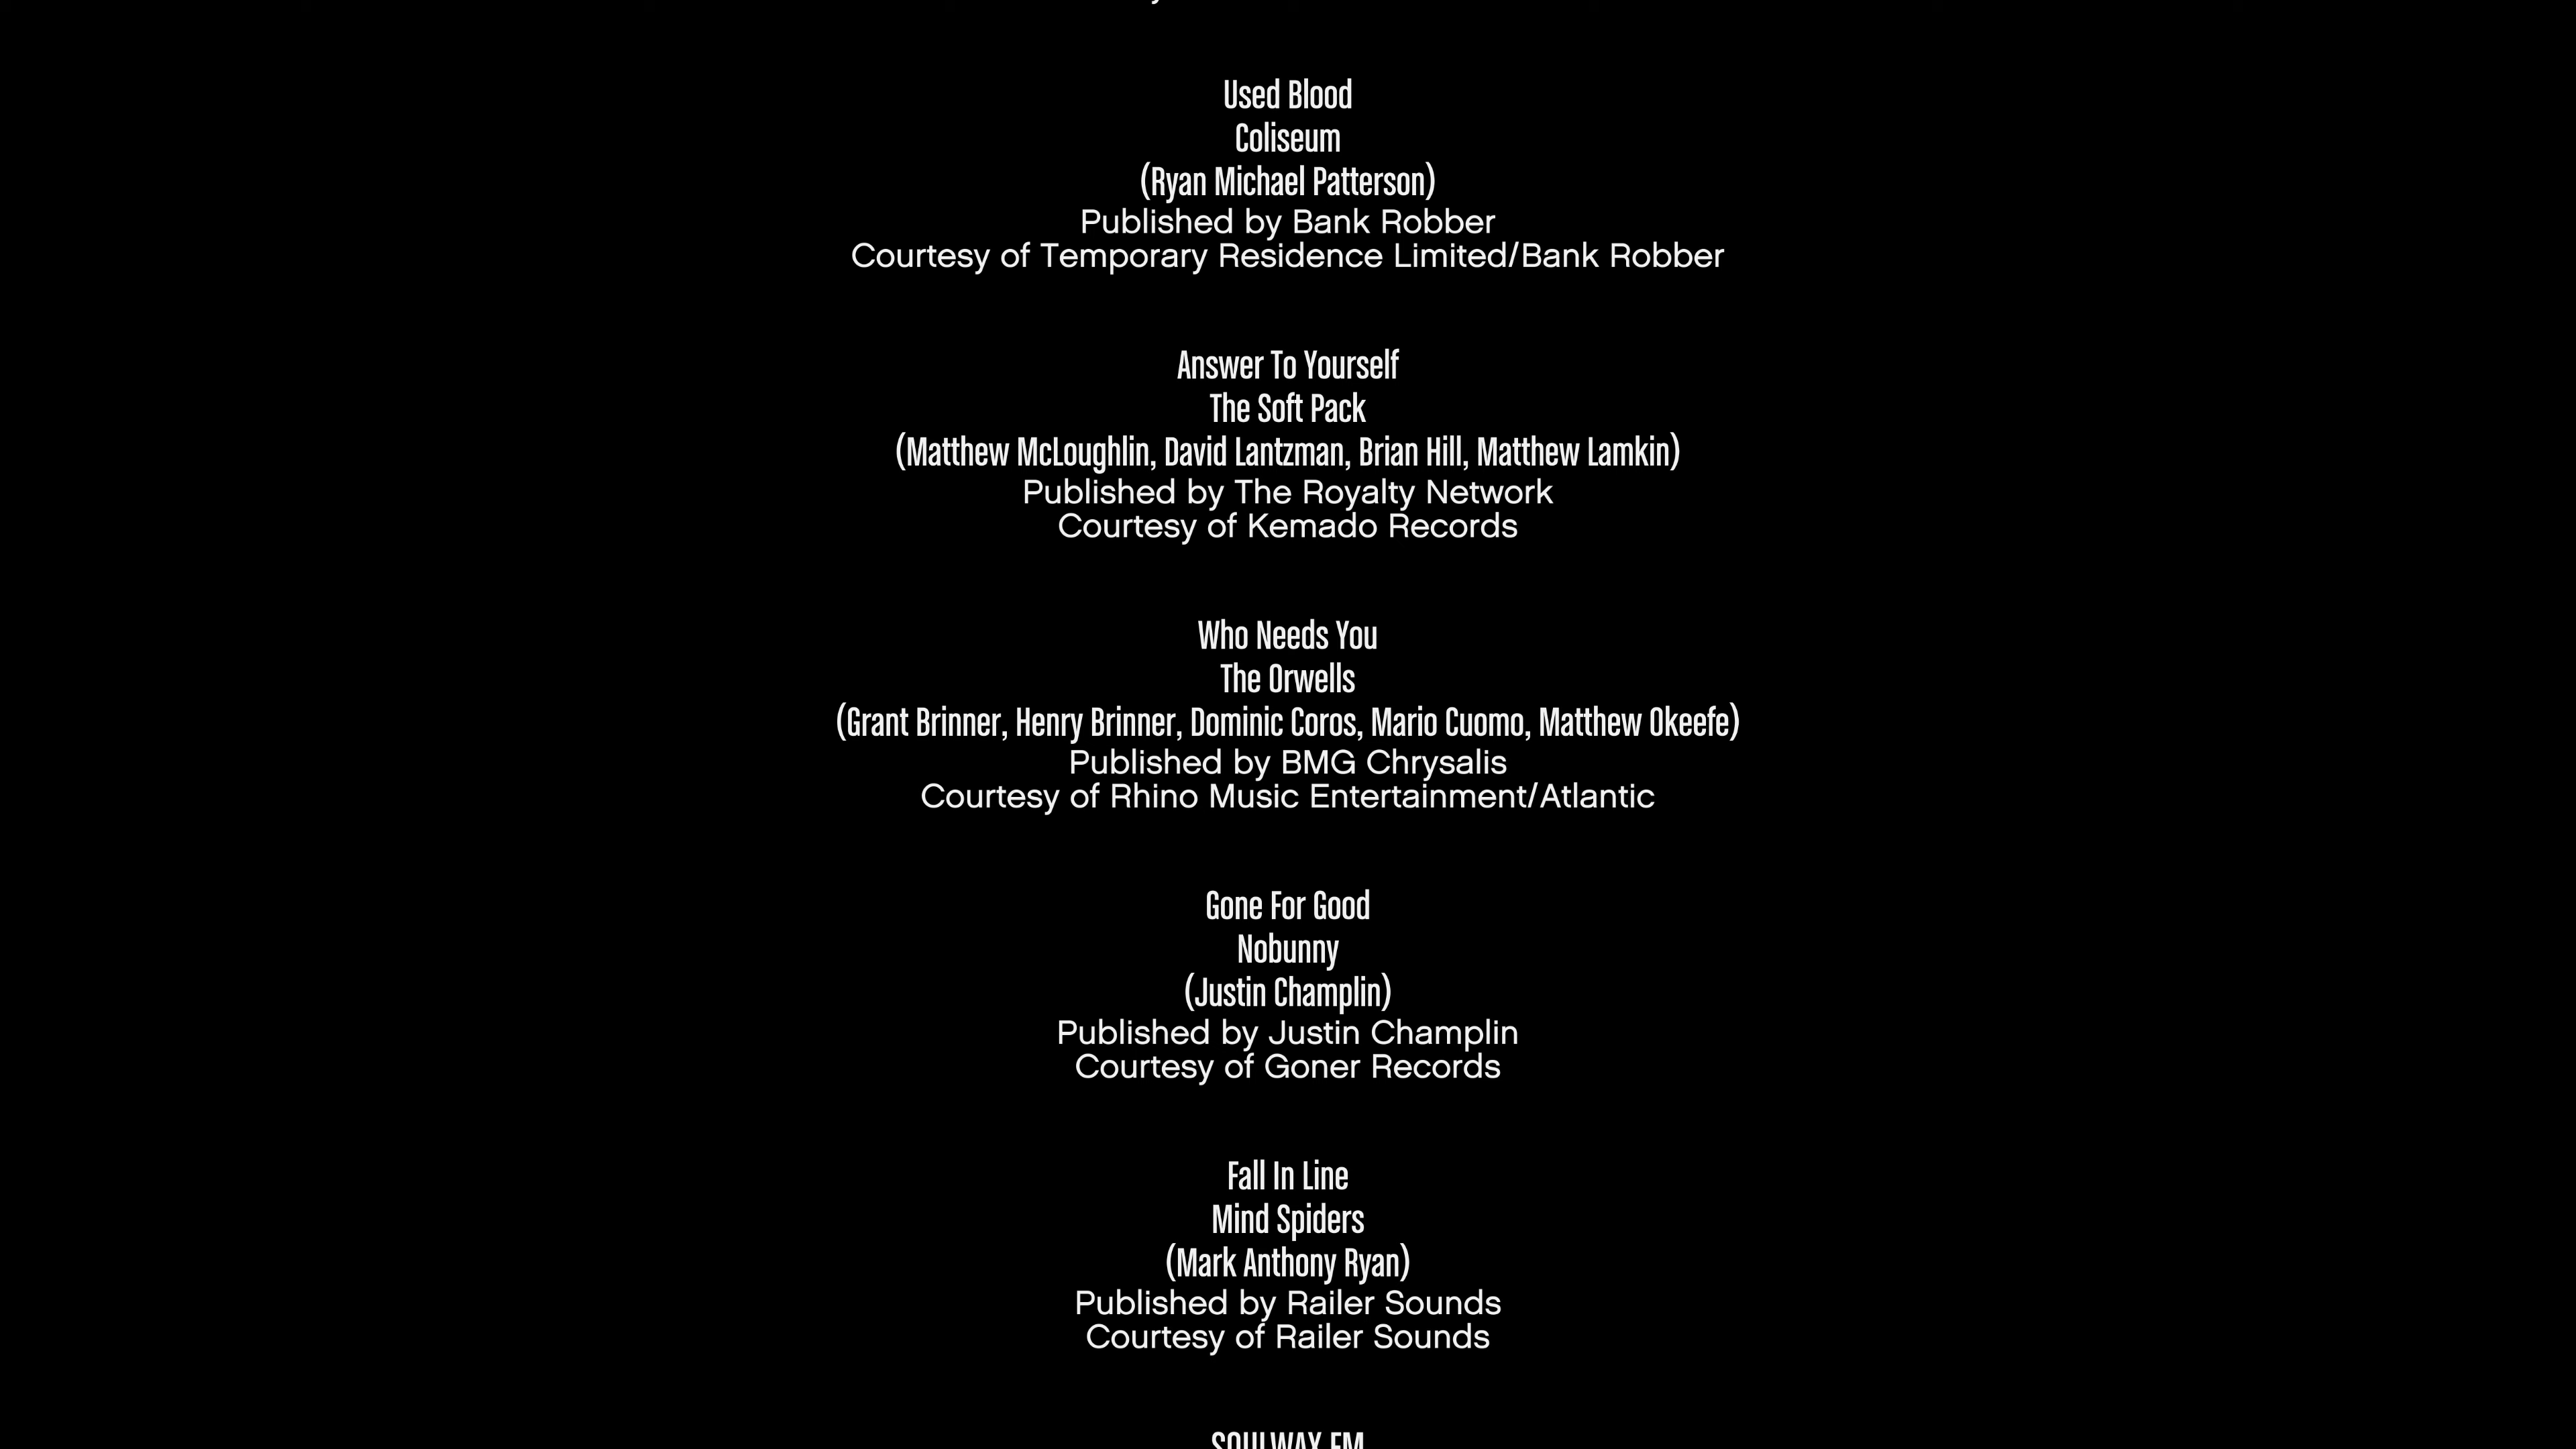 Used Blood
Coliseum
(Ryan Michael Patterson)
Published by Bank Robber
Courtesy of Temporary Residence Limited/Bank Robber
Answer To Yourself
The Soft Pack
(Matthew McLoughlin, David Lantzman, Brian Hill, Matthew Lamkin)
Published by The Royalty Network
Courtesy of Kemado Records
Who Needs You
The Orwells
(Grant Brinner, Henry Brinner, Dominic Coros, Mario Cuomo, Matthew Okeefe)
Published by BMG Chrysalis
Courtesy of Rhino Music Entertainment/Atlantic
Gone For Good
Nobunny
(Justin Champlin)
Published by Justin Champlin
Courtesy of Goner Records
Fall In Line
Mind Spiders
(Mark Anthony Ryan)
Published by Railer Sounds
Courtesy of Railer Sounds
SOULWAX FM